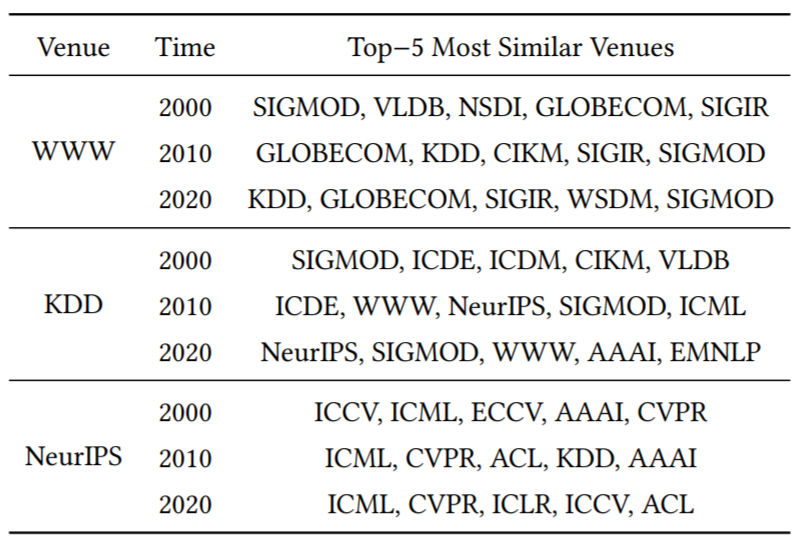 Venue Time Top−5 Most Similar Venues
2000 SIGMOD, VLDB, NSDI, GLOBECOM, SIGIR
WWW 2010 GLOBECOM, KDD, CIKM, SIGIR, SIGMOD
2020 KDD, GLOBECOM, SIGIR, WSDM, SIGMOD
2000 SIGMOD, ICDE, ICDM, CIKM, VLDB
KDD 2010 ICDE, WWW, NeurIPS, SIGMOD, ICML
2020 NeurIPS, SIGMOD, WWW, AAAI, EMNLP
2000 ICCV, ICML, ECCV, AAAI, CVPR
NeurIPS 2010 ICML, CVPR, ACL, KDD, AAAI
2020 ICML, CVPR, ICLR, ICCV, ACL